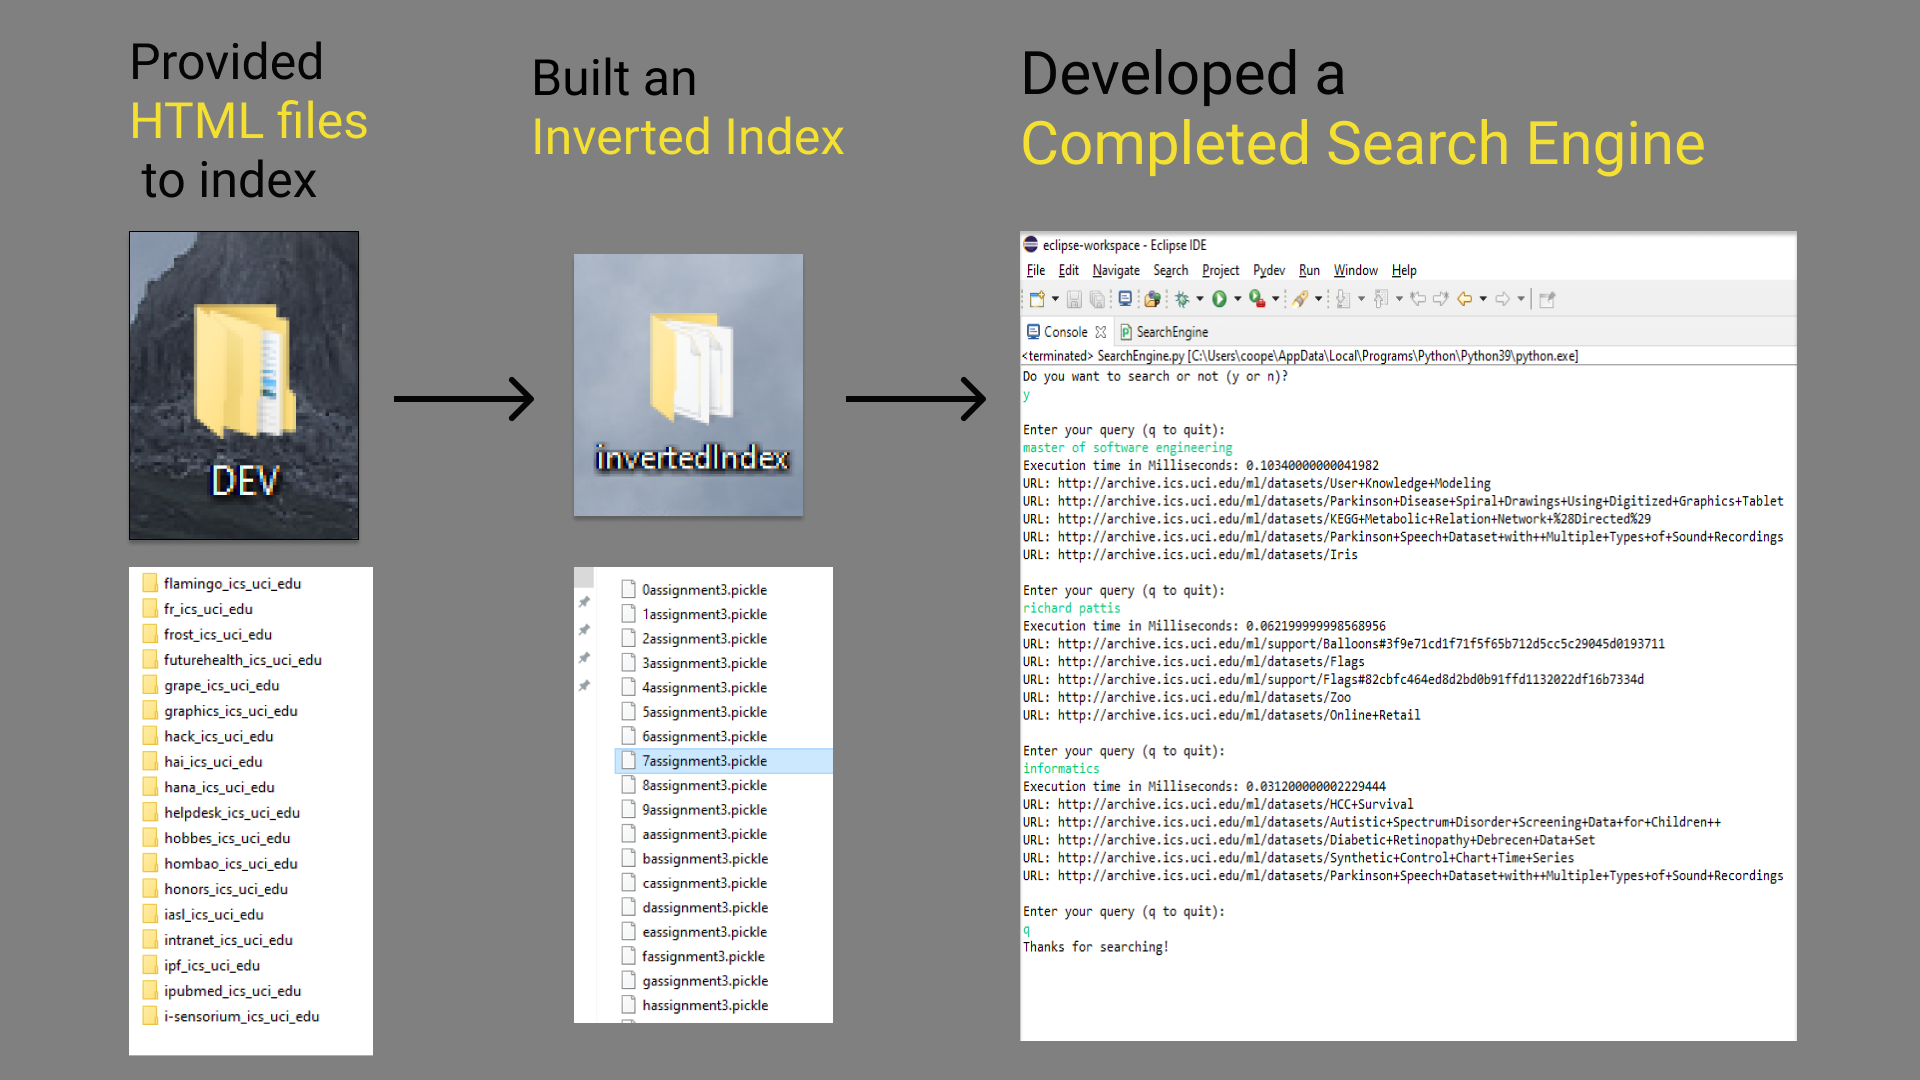 Provided
HTML files
to index
DEV
flamingo_ics_uci_edu
fr_ics_uci_edu
frost_ics_uci_edu
futurehealth_ics_uci_edu
grape_ics_uci_edu
graphics_ics_uci_edu
hack_ics_uci_edu
hai_ics_uci_edu
hana_ics_uci_edu
helpdesk_ics_uci_edu
hobbes_ics_uci_edu
hombao_ics_uci_edu
honors_ics_uci_edu
iasl_ics_uci_edu
intranet_ics_uci_edu
ipf_ics_uci_edu
ipubmed_ics_uci_edu
i-sensorium_ics_uci_edu
Built an
Inverted Index
invertedIndex
0assignment3.pickle
1assignment3.pickle
2assignment3.pickle
3assignment3.pickle
4assignment3.pickle
5assignment3.pickle
6assignment3.pickle
7assignment3.pickle
8assignment3.pickle
9assignment3.pickle
aassignment3.pickle
bassignment3.pickle
cassignment3.pickle
dassignment3.pickle
eassignment3.pickle
fassignment3.pickle
gassignment3.pickle
hassignment3.pickle
Developed a
Completed Search Engine
eclipse-workspace - Eclipse IDE
File Edit Navigate Search Project Pydev Run Window Help
Console SearchEngine
<terminated> SearchEngine.py [C:\Users\coope\AppData\Local\Programs\Python\Python39\python.exe]
Do you want to search or not (y or n)?
y
Enter your query (q to quit):
master of software engineering
Execution time in Milliseconds: 0.10340000000041982
URL: http://archive.ics.uci.edu/ml/datasets/User+Knowledge+Modeling
URL: http://archive.ics.uci.edu/ml/datasets/Parkinson+Disease+Spiral+Drawings+Using+Digitized+Graphics+Tablet
URL: http://archive.ics.uci.edu/ml/datasets/KEGG+Metabolic+Relation+Network+%28Directed%29
URL: http://archive.ics.uci.edu/ml/datasets/Parkinson+Speech+Dataset+with++Multiple+Types+of+Sound+Recordings
URL: http://archive.ics.uci.edu/ml/datasets/Iris
Enter your query (q to quit):
richard pattis
Execution time in Milliseconds: 0.062199999998568956
URL: http://archive.ics.uci.edu/ml/support/Balloons#3f9e71cd1f71f5f65b712d5cc5c29045d0193711
URL: http://archive.ics.uci.edu/ml/datasets/Flags
URL: http://archive.ics.uci.edu/ml/support/Flags#82cbfc464ed8d2bd0b91ffd1132022df16b7334d
URL: http://archive.ics.uci.edu/ml/datasets/Zoo
URL: http://archive.ics.uci.edu/ml/datasets/Online+Retail
Enter your query (q to quit):
informatics
Execution time in Milliseconds: 0.031200000002229444
URL: http://archive.ics.uci.edu/ml/datasets/HCC+Survival
URL: http://archive.ics.uci.edu/ml/datasets/Autistic+Spectrum+Disorder+Screening+Data+for+Children++
URL: http://archive.ics.uci.edu/ml/datasets/Diabetic+Retinopathy+Debrecen+Data+Set
URL: http://archive.ics.uci.edu/ml/datasets/Synthetic+Control+Chart+Time+Series
URL: http://archive.ics.uci.edu/ml/datasets/Parkinson+Speech+Dataset+with++Multiple+Types+of+Sound+Recordings
Enter your query (q to quit):
q
Thanks for searching!